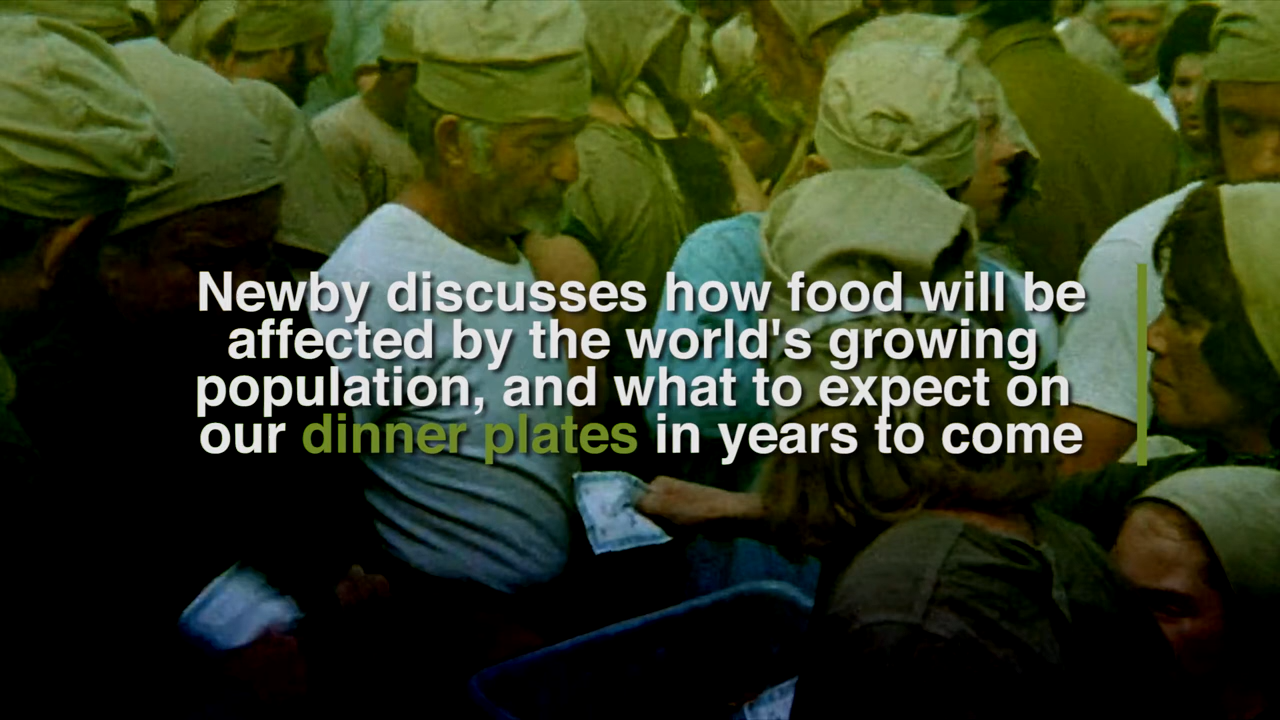 Newby discusses how food will be
affected by the world's growing
population, and what to expect on
our dinner plates in years to come